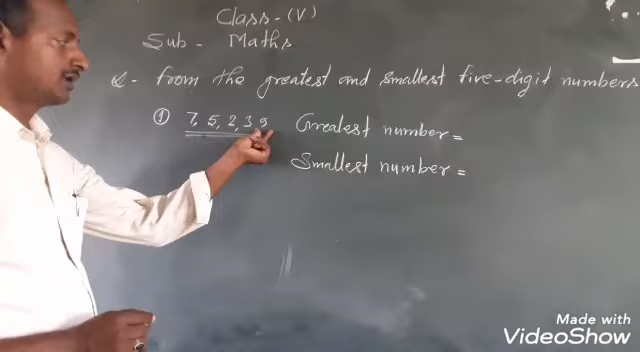 Class - (V)
Sub - Maths
Q - from the greatest and smallest five-digit numbers
① 7, 5, 2, 3, 9 Greatest number =
Smallest number =
Made with
VideoShow